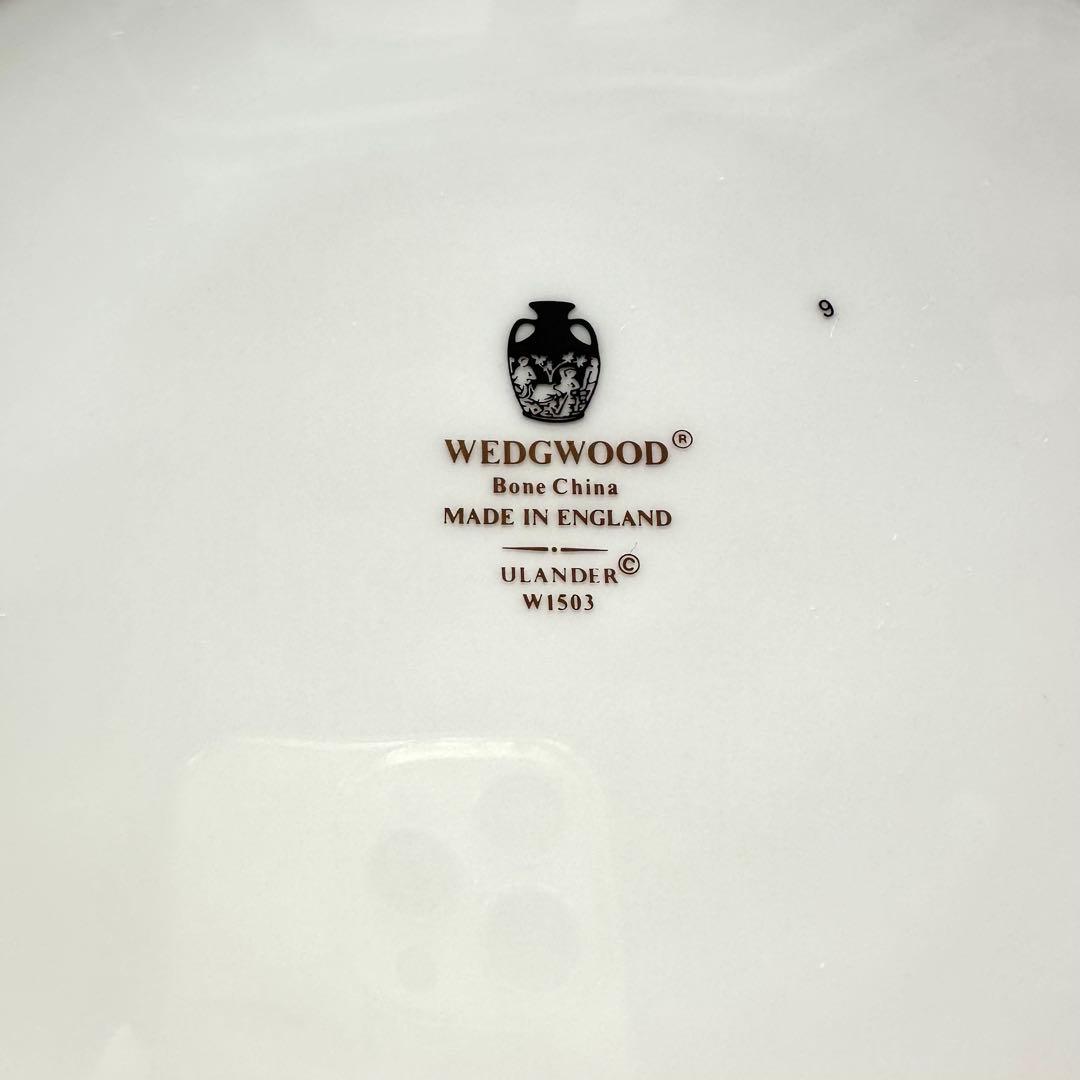 WEDGWOOD®
Bone China
MADE IN ENGLAND
ULANDER©
W1503
9